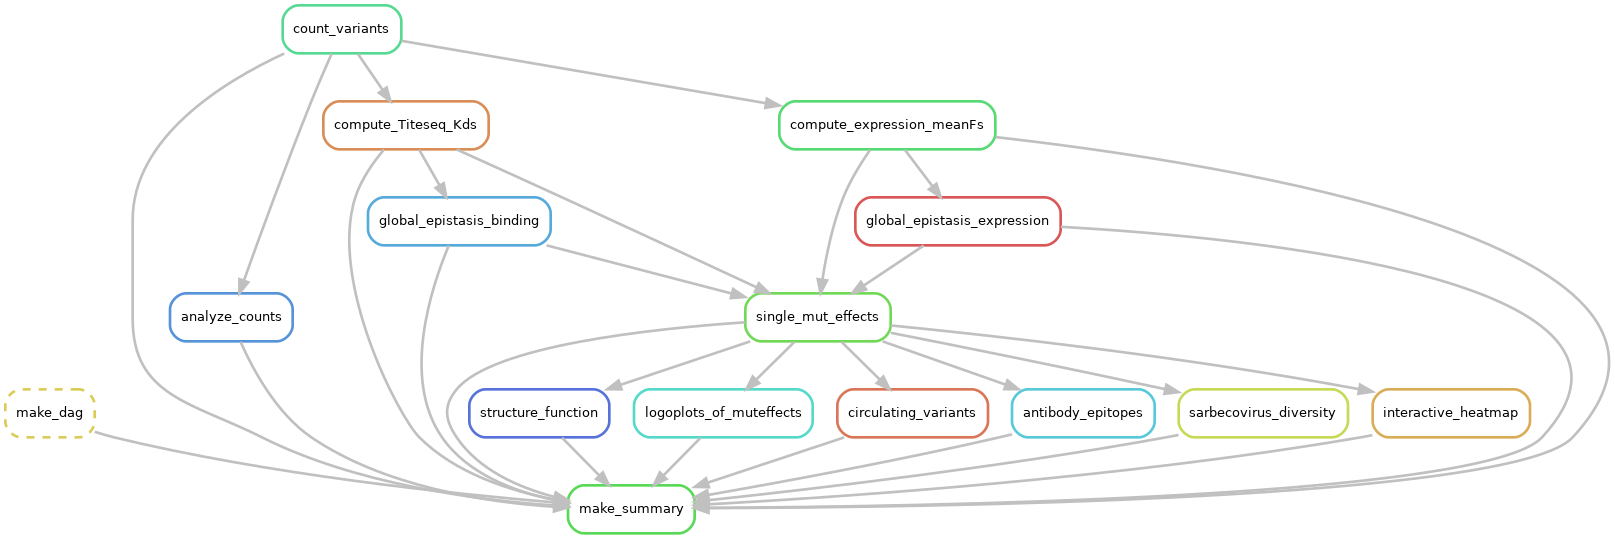 count_variants
compute_Titeseq_Kds
compute_expression_meanFs
global_epistasis_binding
global_epistasis_expression
analyze_counts
single_mut_effects
make_dag
structure_function
logoplots_of_muteffects
circulating_variants
antibody_epitopes
sarbecovirus_diversity
interactive_heatmap
make_summary